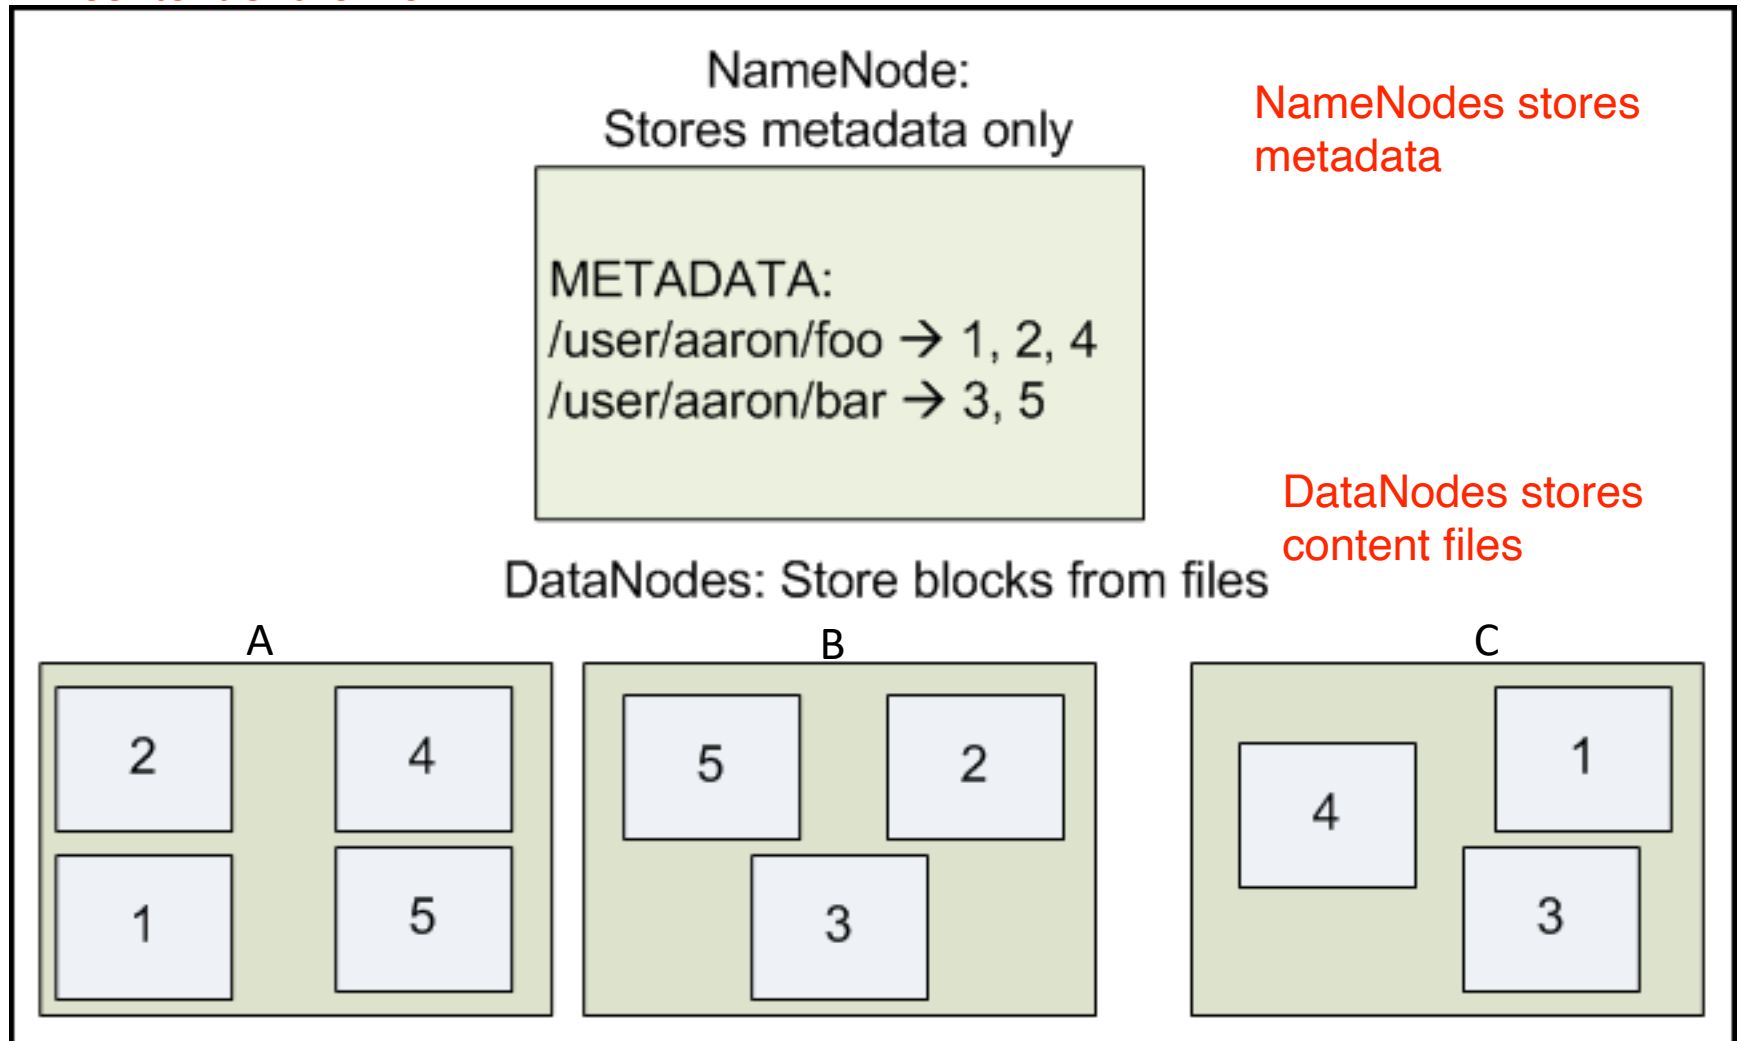 NameNode:
Stores metadata only
NameNodes stores
metadata
METADATA:
/user/aaron/foo → 1, 2, 4
/user/aaron/bar → 3, 5
DataNodes stores
content files
DataNodes: Store blocks from files
A
B
C
2
4
1
5
5
2
3
4
1
3